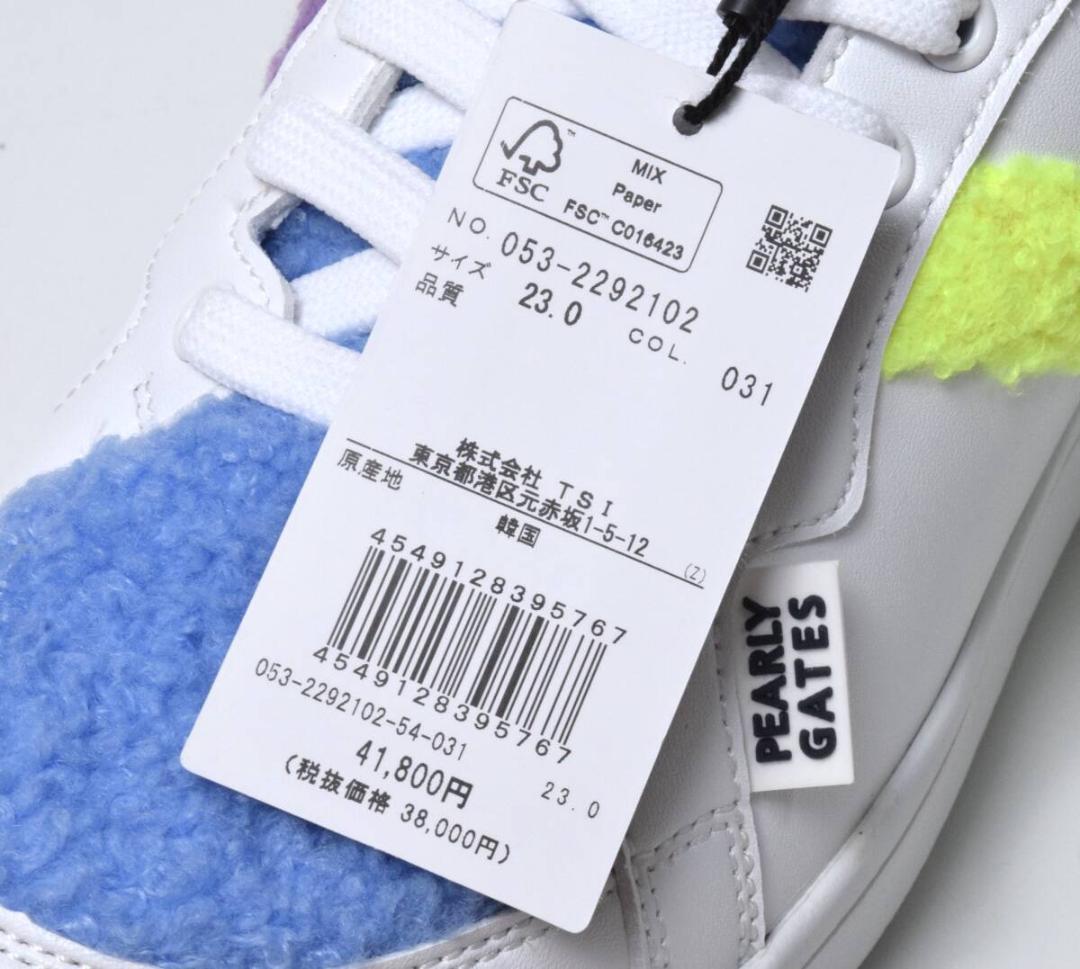 FSC™
MIX
Paper
FSC™ C016423
NO. 053-2292102
サイズ 23.0 COL. 031
品質
株式会社 TSI
東京都港区元赤坂1-5-12
原産地 韓国 (Z)
4549128395767
4549128395767
053-2292102-54-031 23.0
41,800円
(税抜価格 38,000円)
PEARLY
GATES